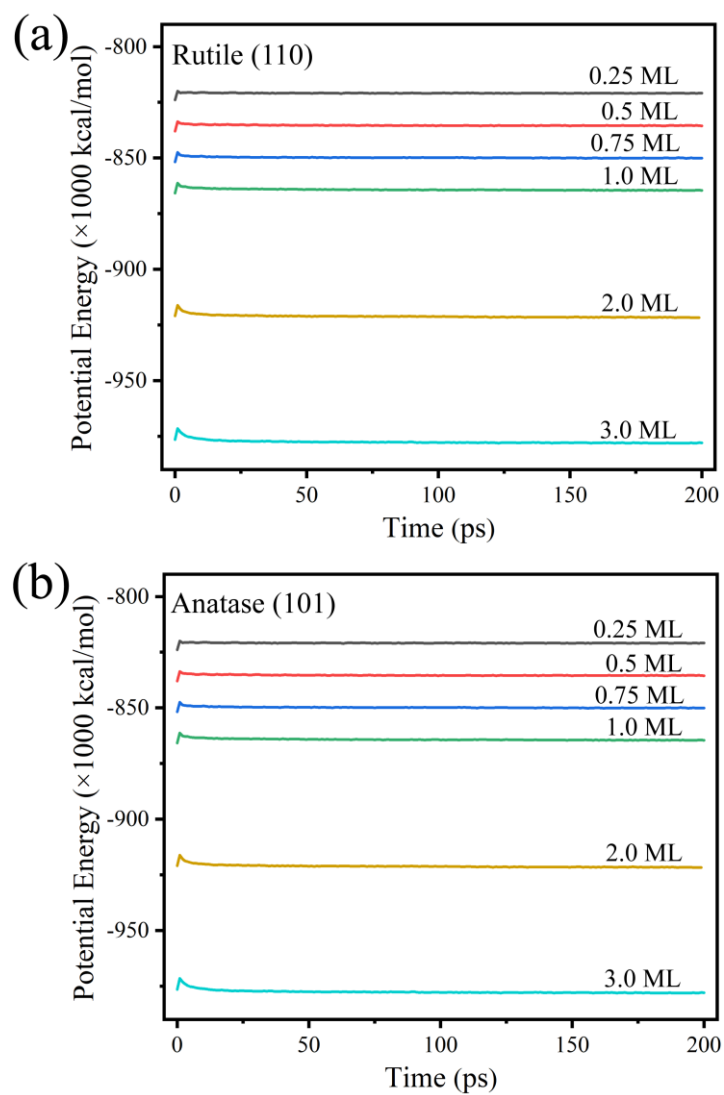 (a)
Rutile (110)
Potential Energy (×1000 kcal/mol)
-800
-850
-900
-950
0.25 ML
0.5 ML
0.75 ML
1.0 ML
2.0 ML
3.0 ML
0 50 100 150 200
Time (ps)
(b)
Anatase (101)
Potential Energy (×1000 kcal/mol)
-800
-850
-900
-950
0.25 ML
0.5 ML
0.75 ML
1.0 ML
2.0 ML
3.0 ML
0 50 100 150 200
Time (ps)